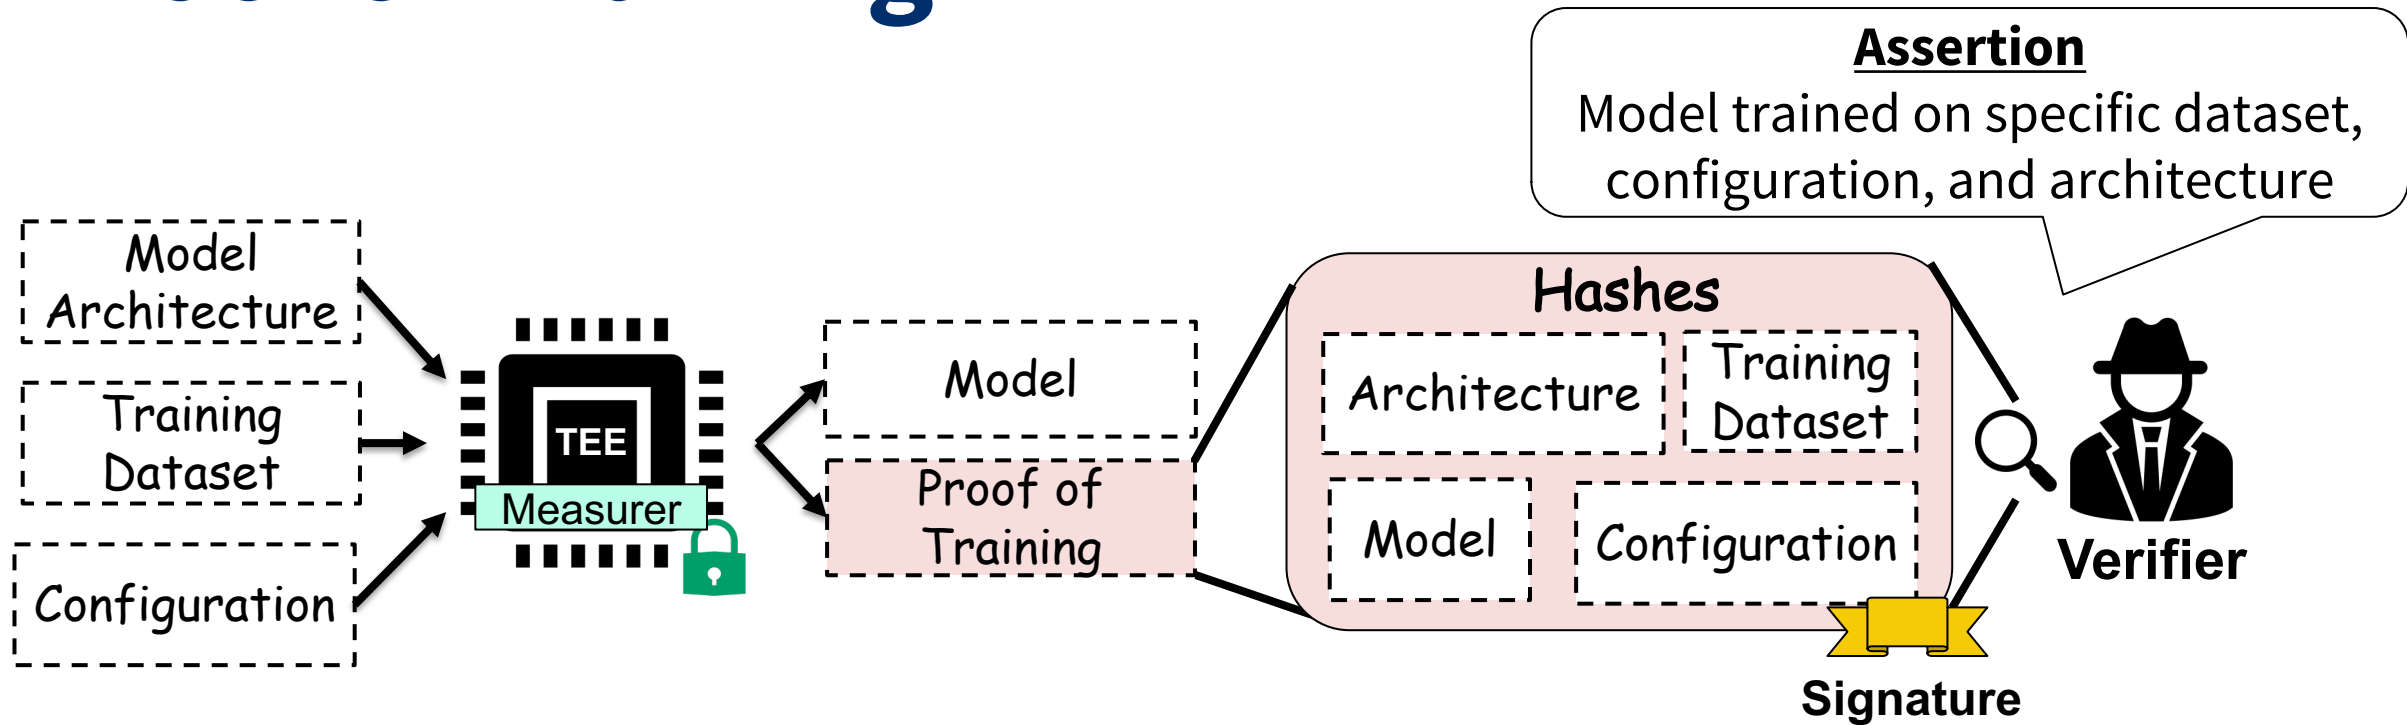 Assertion
Model trained on specific dataset,
configuration, and architecture
Model
Architecture
Training
Dataset
Configuration
TEE
Measurer
Model
Proof of
Training
Hashes
Architecture
Training
Dataset
Model
Configuration
Verifier
Signature